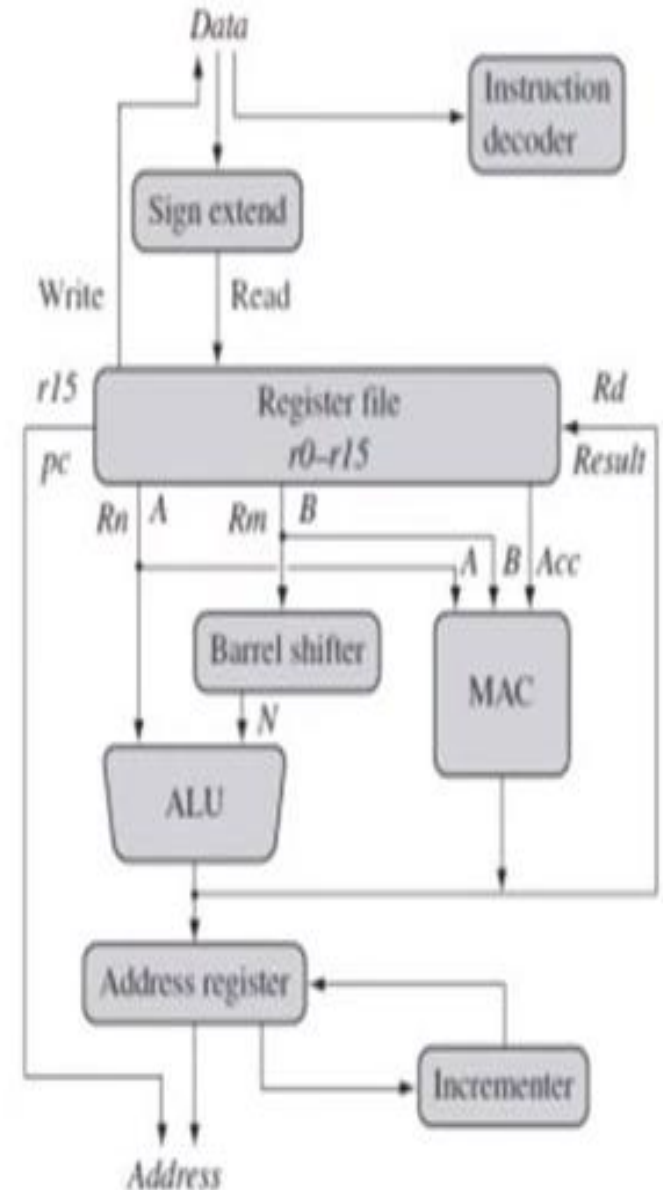 Data
Instruction
decoder
Sign extend
Write
Read
r15
Register file
Rd
pc
r0–r15
Result
Rn
A
Rm
B
A
B
Acc
Barrel shifter
MAC
N
ALU
Address register
Incrementer
Address